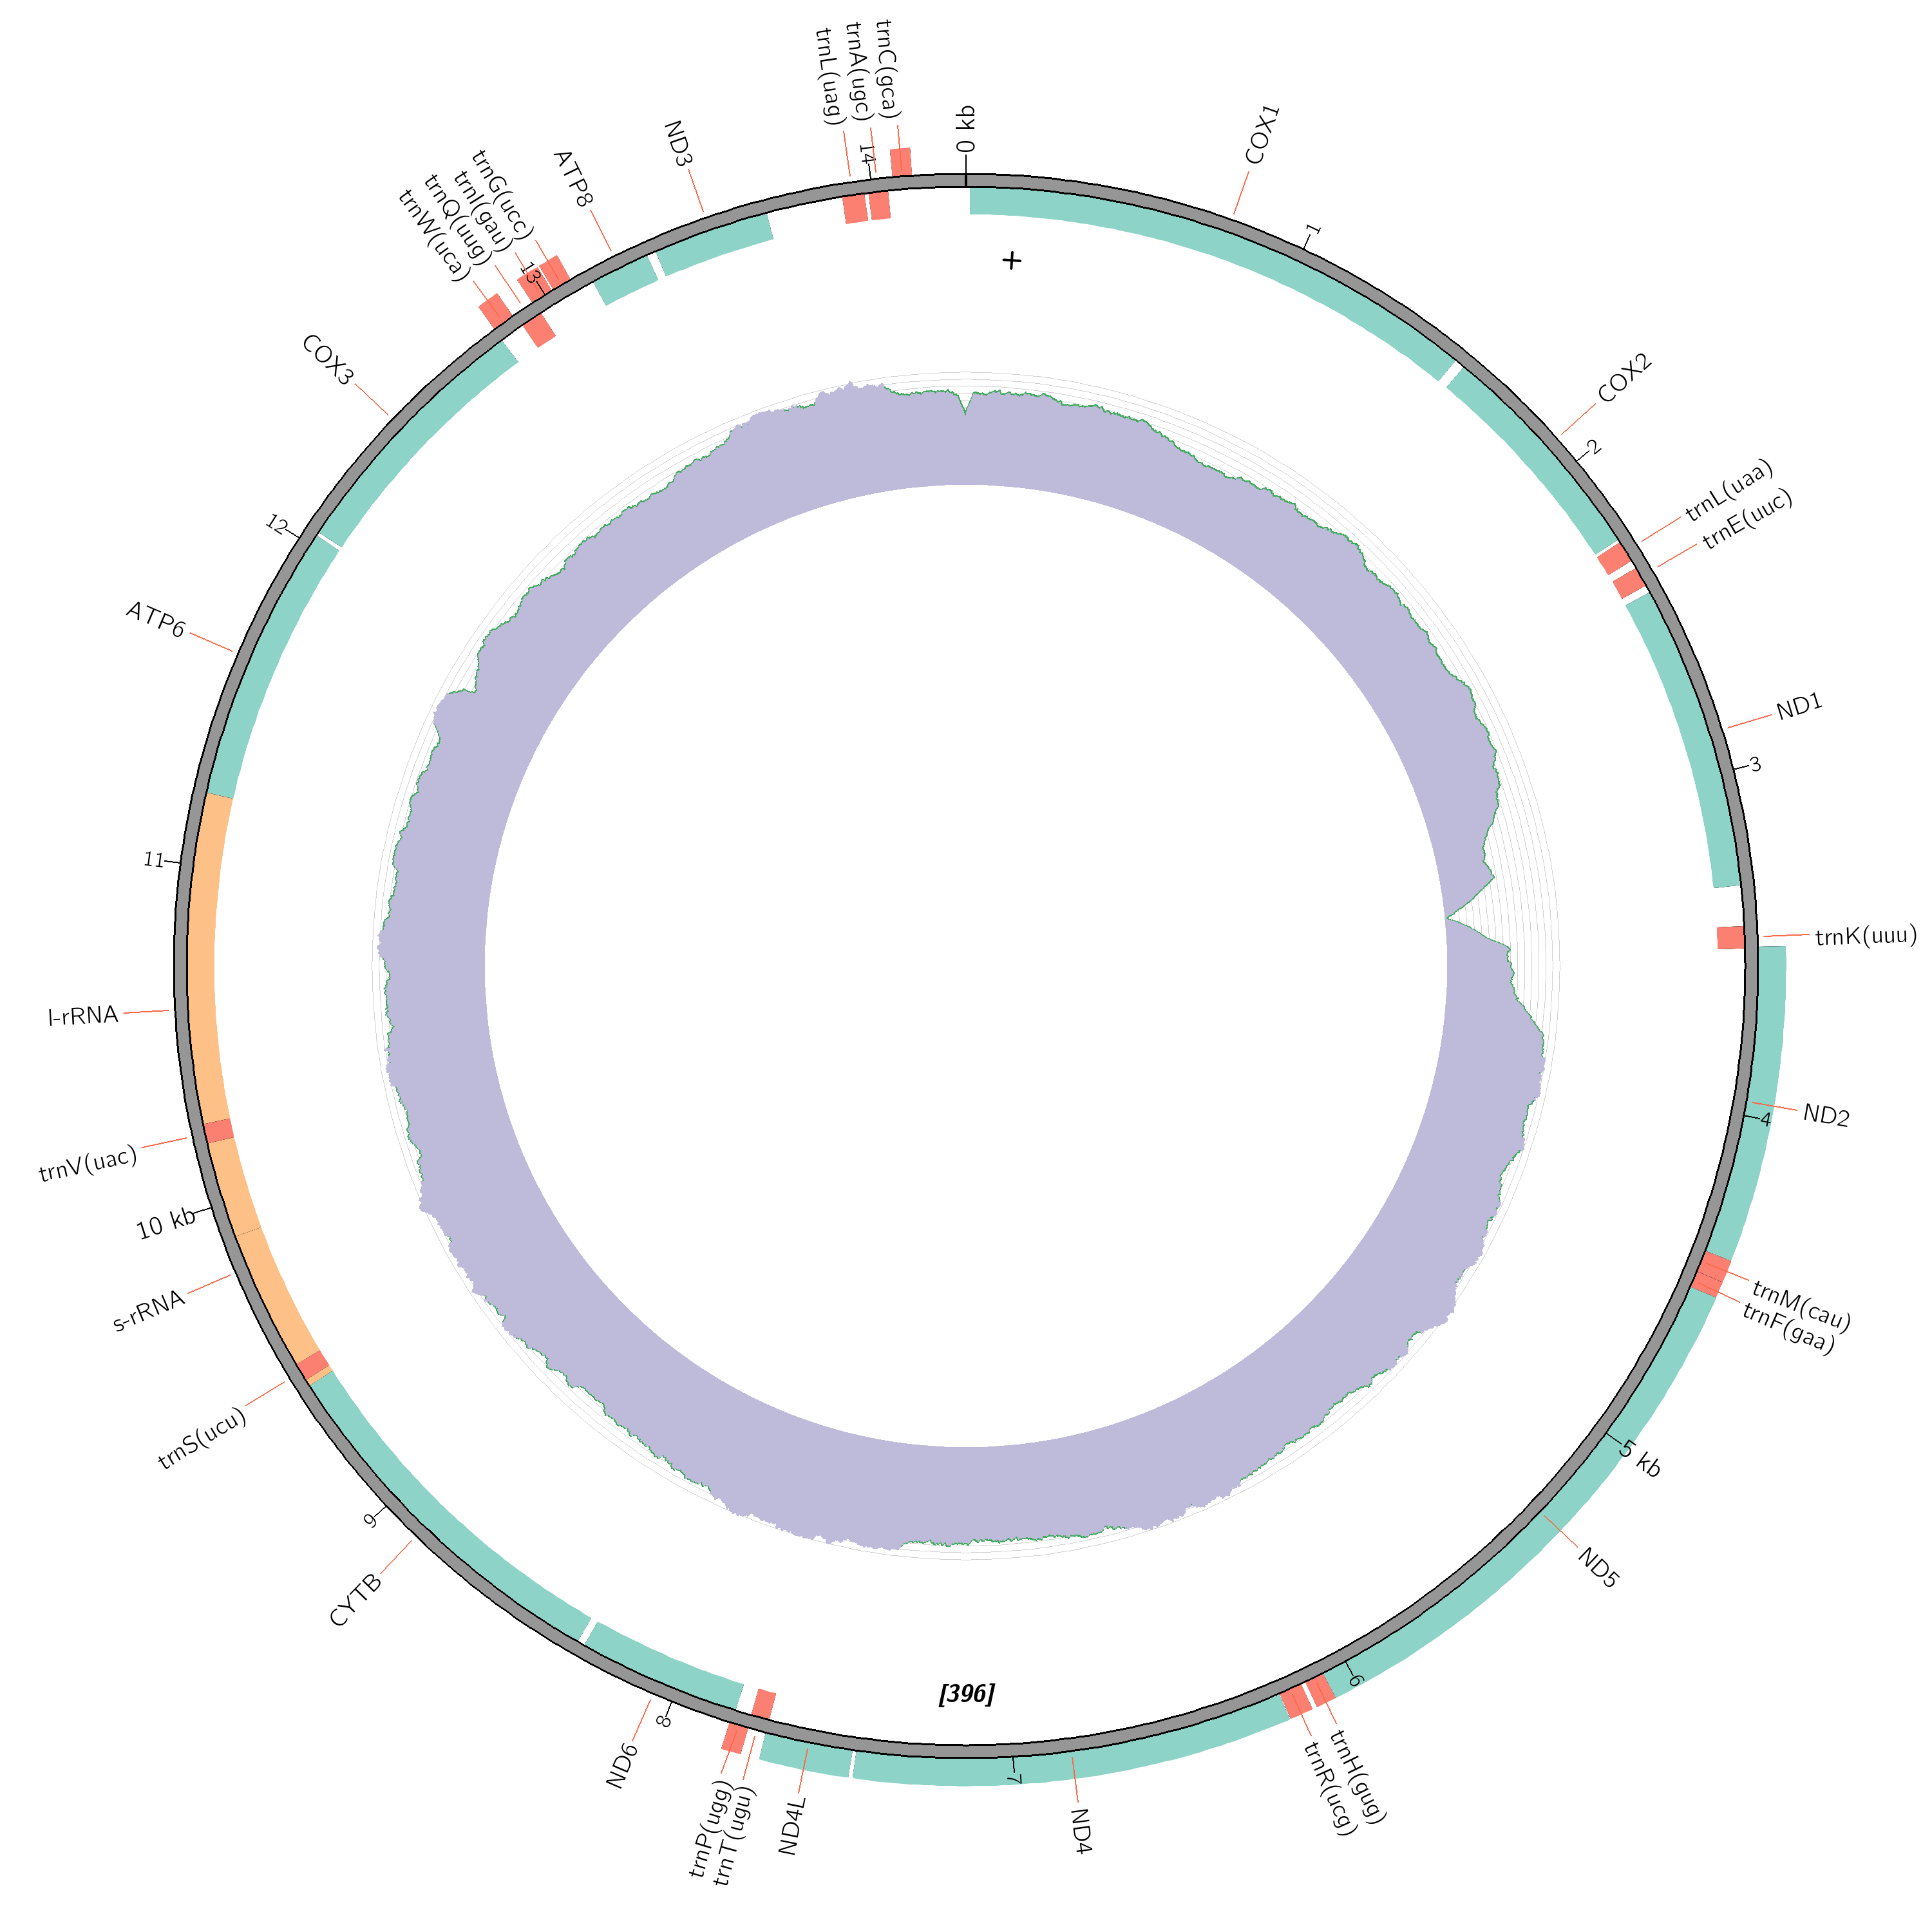 0 kb
COX1
1
COX2
2
trnL(uaa)
trnE(uuc)
ND1
3
trnK(uuu)
ND2
4
trnM(cau)
trnF(gaa)
5 kb
ND5
6
trnH(gug)
trnR(ucg)
7
ND4
ND4L
trnT(ugu)
trnP(ugg)
8
ND6
CYTB
9
trnS(ucu)
s-rRNA
10 kb
trnV(uac)
l-rRNA
11
ATP6
12
COX3
trnW(uca)
trnQ(uug)
trnI(gau)
trnG(ucc)
13
ATP8
ND3
trnL(uag)
trnA(ugc)
14
trnC(gca)
+
[396]